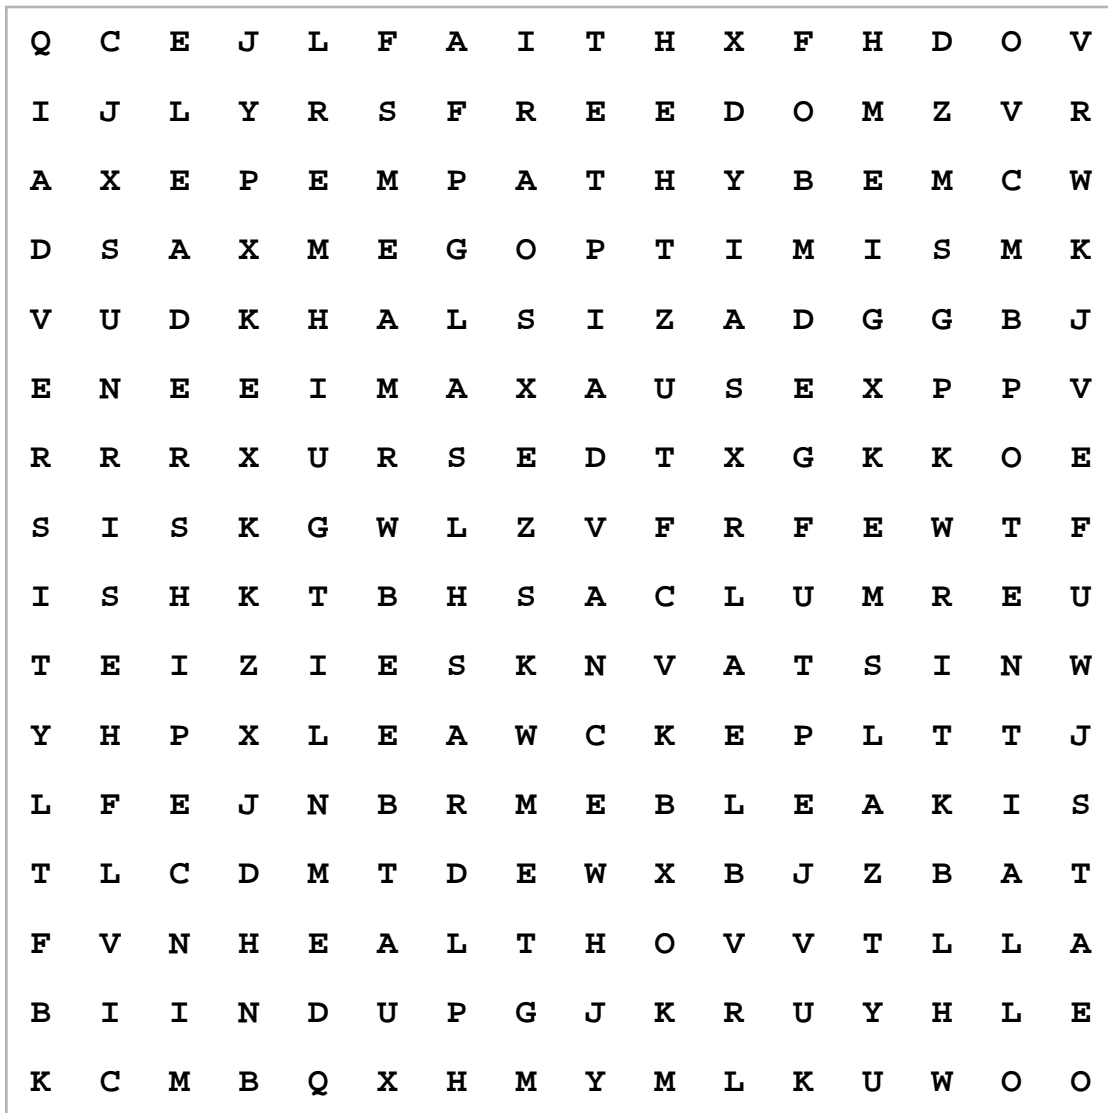 Q C E J L F A I T H X F H D O V
I J L Y R S F R E E D O M Z V R
A X E P E M P A T H Y B E M C W
D S A X M E G O P T I M I S M K
V U D K H A L S I Z A D G G B J
E N E E I M A X A U S E X P P V
R R R X U R S E D T X G K K O E
S I S K G W L Z V F R F E W T F
I S H K T B H S A C L U M R E U
T E I Z I E S K N V A T S I N W
Y H P X L E A W C K E P L T T J
L F E J N B R M E B L E A K I S
T L C D M T D E W X B J Z B A T
F V N H E A L T H O V V T L L A
B I I N D U P G J K R U Y H L E
K C M B Q X H M Y M L K U W O O